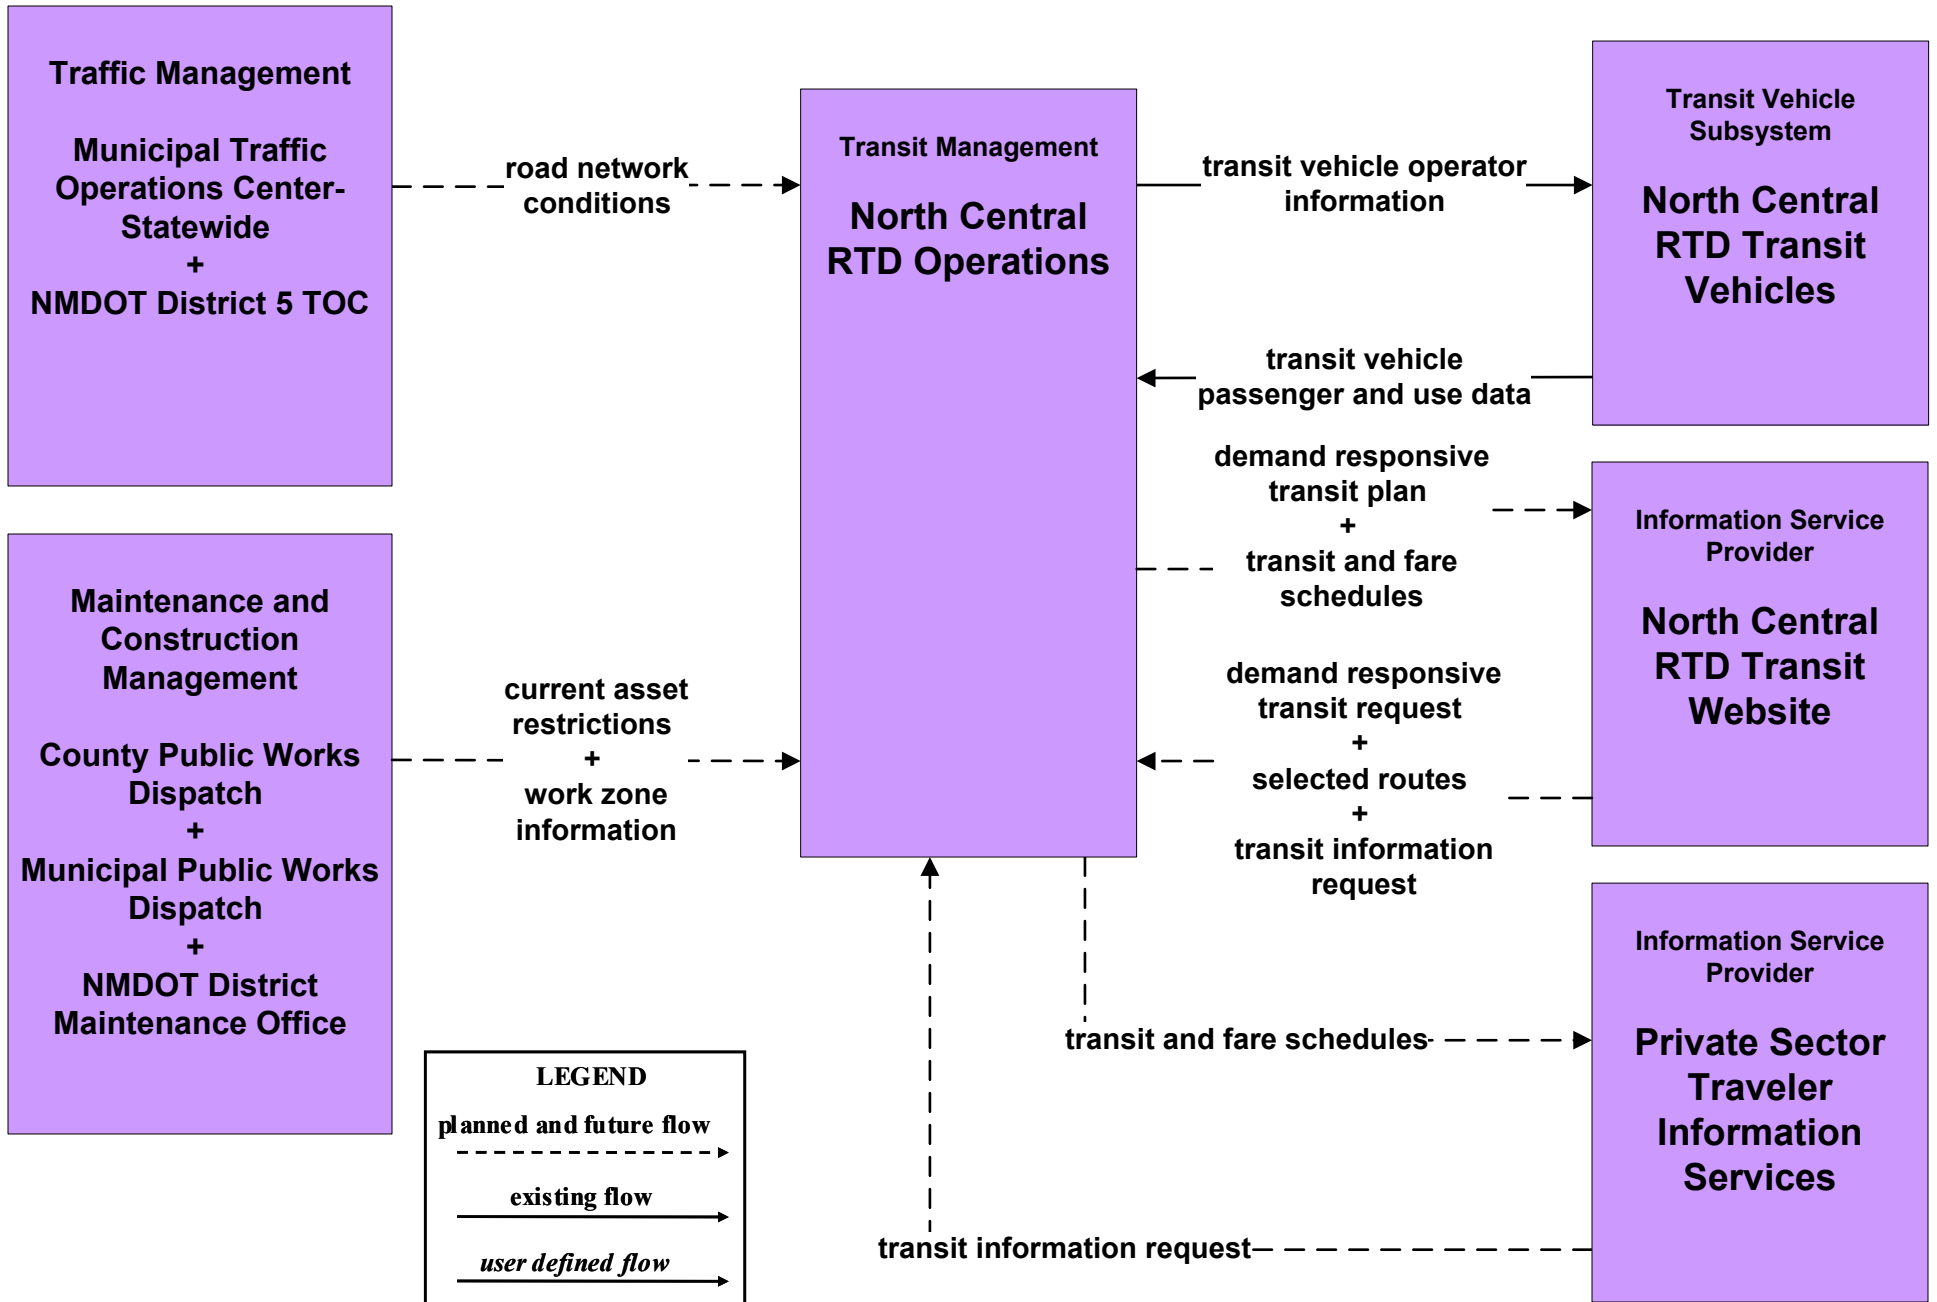 Traffic Management
Municipal Traffic
Operations Center-
Statewide
+
NMDOT District 5 TOC
road network
conditions
Transit Management
North Central
RTD Operations
transit vehicle operator
information
Transit Vehicle
Subsystem
North Central
RTD Transit
Vehicles
transit vehicle
passenger and use data
demand responsive
transit plan
+
transit and fare
schedules
Information Service
Provider
North Central
RTD Transit
Website
Maintenance and
Construction
Management
County Public Works
Dispatch
+
Municipal Public Works
Dispatch
+
NMDOT District
Maintenance Office
current asset
restrictions
+
work zone
information
demand responsive
transit request
+
selected routes
+
transit information
request
Information Service
Provider
Private Sector
Traveler
Information
Services
transit and fare schedules
transit information request
LEGEND
planned and future flow
existing flow
user defined flow